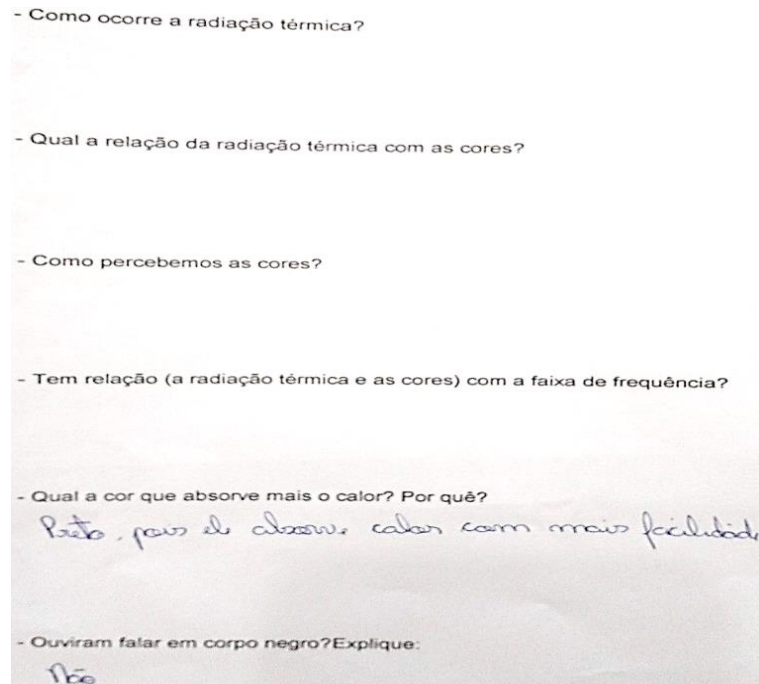 - Como ocorre a radiação térmica?
- Qual a relação da radiação térmica com as cores?
- Como percebemos as cores?
- Tem relação (a radiação térmica e as cores) com a faixa de frequência?
- Qual a cor que absorve mais o calor? Por quê?
Preto, pois ele absorve calor com mais facilidad
- Ouviram falar em corpo negro?Explique:
Não